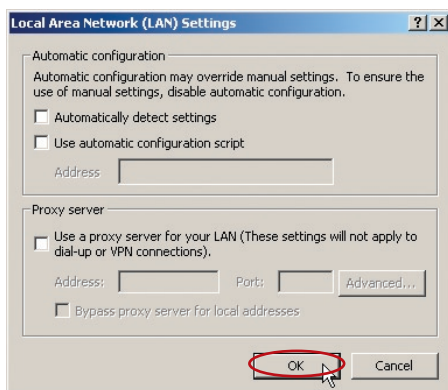 Local Area Network (LAN) Settings
Automatic configuration
Automatic configuration may override manual settings. To ensure the
use of manual settings, disable automatic configuration.
Automatically detect settings
Use automatic configuration script
Address
Proxy server
Use a proxy server for your LAN (These settings will not apply to
dial-up or VPN connections).
Address:
Port:
Advanced...
Bypass proxy server for local addresses
OK
Cancel